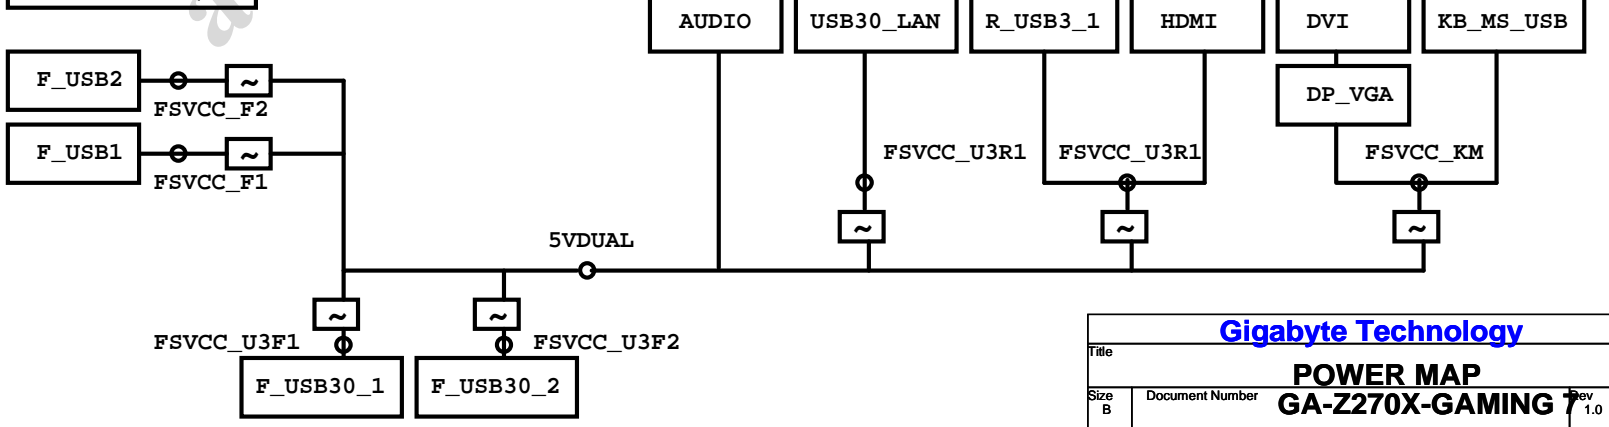 AUDIO USB30_LAN R_USB3_1 HDMI DVI KB_MS_USB
F_USB2
FSVCC_F2
DP_VGA
F_USB1
FSVCC_F1
FSVCC_U3R1 FSVCC_U3R1 FSVCC_KM
~ ~ ~ ~ ~
5VDUAL
~ ~
FSVCC_U3F1 FSVCC_U3F2
F_USB30_1 F_USB30_2
Gigabyte Technology
Title
POWER MAP
Size Document Number Rev
B GA-Z270X-GAMING 7 1.0